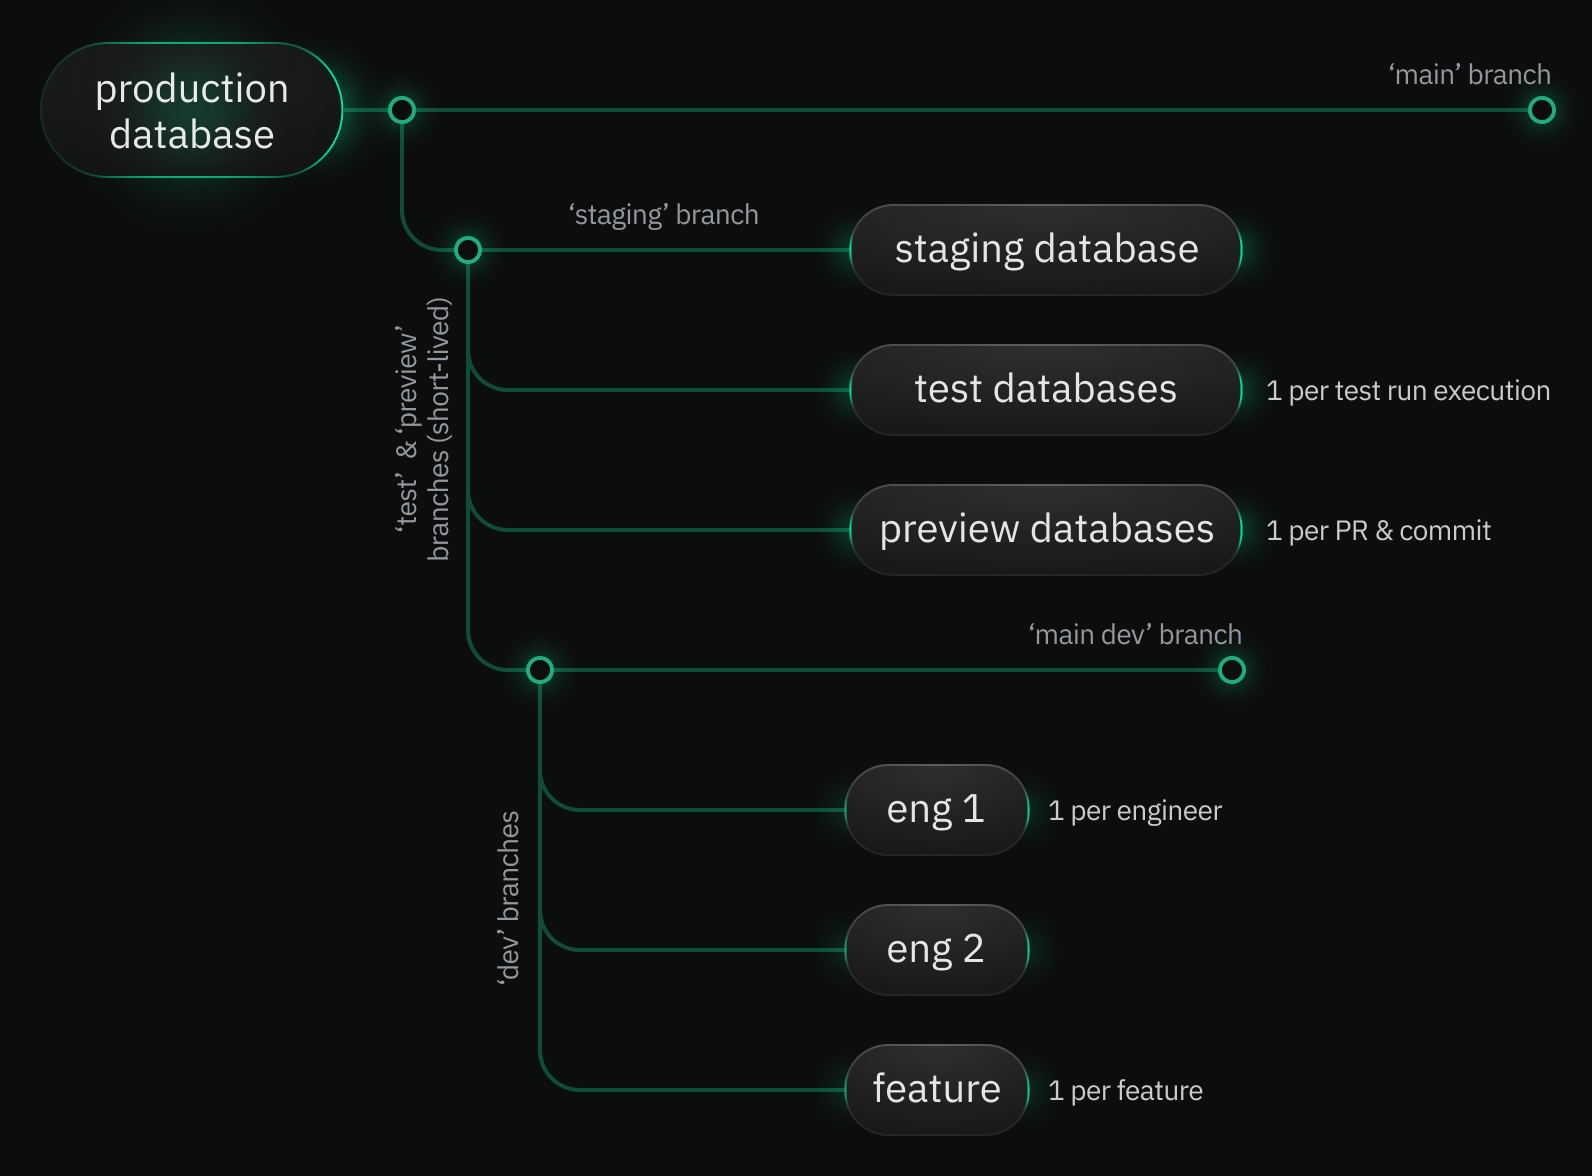 production
database
‘main’ branch
‘staging’ branch
staging database
‘test’ & ‘preview’
branches (short-lived)
test databases
1 per test run execution
preview databases
1 per PR & commit
‘main dev’ branch
‘dev’ branches
eng 1
1 per engineer
eng 2
feature
1 per feature